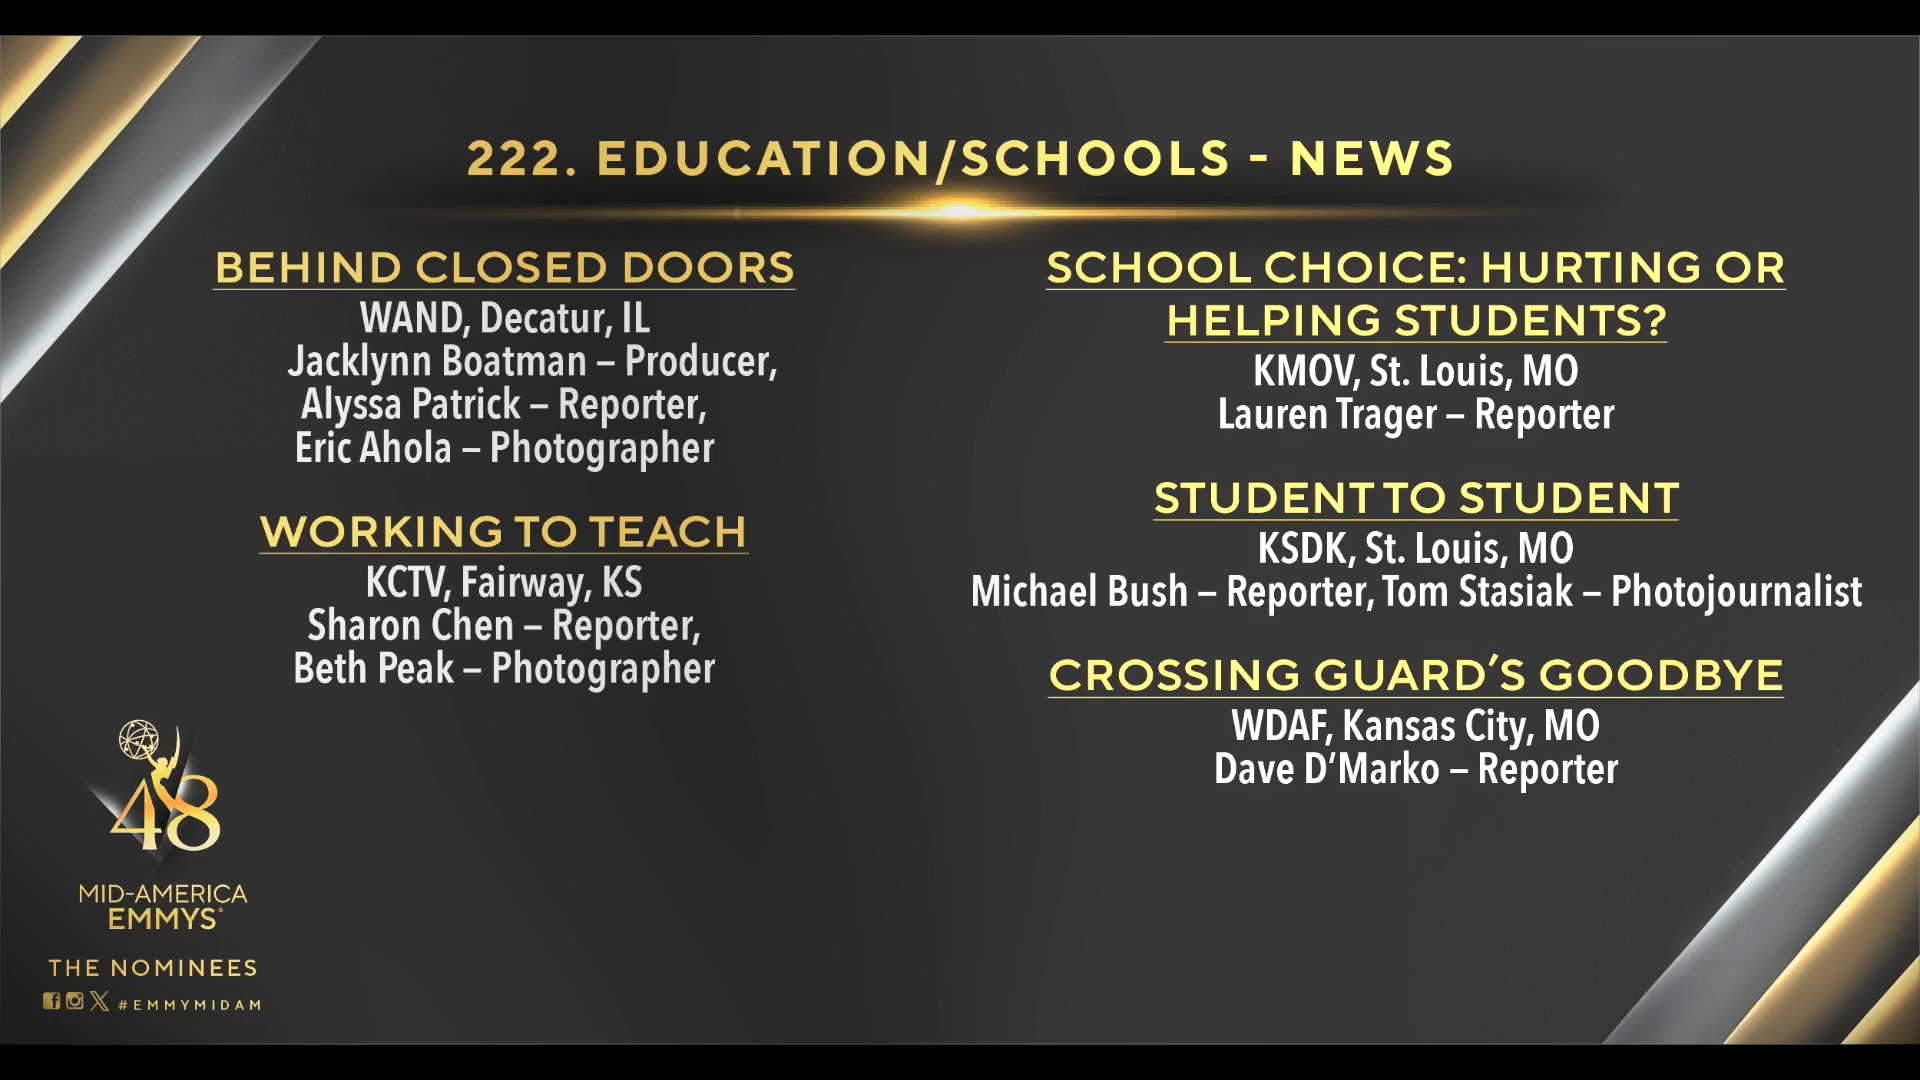 222. EDUCATION/SCHOOLS - NEWS
BEHIND CLOSED DOORS
WAND, Decatur, IL
Jacklynn Boatman – Producer,
Alyssa Patrick – Reporter,
Eric Ahola – Photographer
WORKING TO TEACH
KCTV, Fairway, KS
Sharon Chen – Reporter,
Beth Peak – Photographer
SCHOOL CHOICE: HURTING OR
HELPING STUDENTS?
KMOV, St. Louis, MO
Lauren Trager – Reporter
STUDENT TO STUDENT
KSDK, St. Louis, MO
Michael Bush – Reporter, Tom Stasiak – Photojournalist
CROSSING GUARD'S GOODBYE
WDAF, Kansas City, MO
Dave D'Marko – Reporter
48
MID-AMERICA
EMMYS®
THE NOMINEES
#EMMYMIDAM